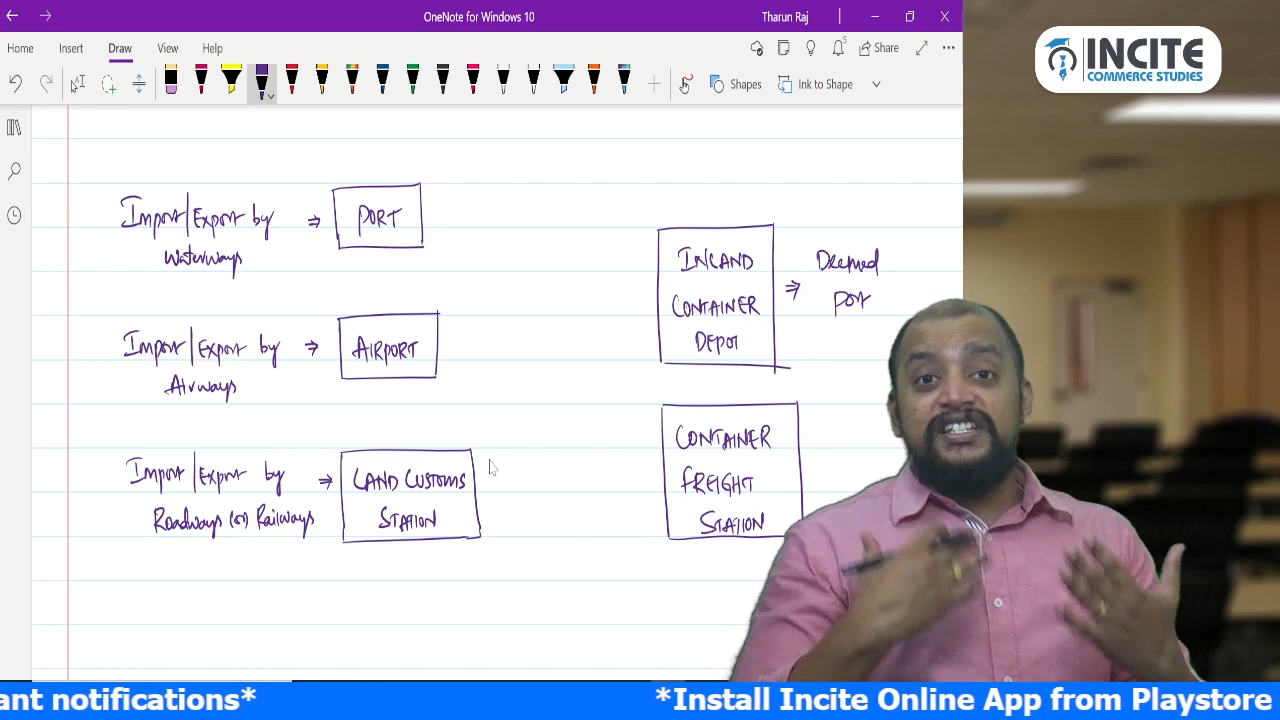 OneNote for Windows 10
Tharun Raj
Home Insert Draw View Help
5
Share
Shapes
Ink to Shape
INCITE
COMMERCE STUDIES
Import/Export by ⇒ PORT
Waterways
Import/Export by ⇒ AIRPORT
Airways
Import/Export by ⇒ LAND CUSTOMS
Roadways (or) Railways STATION
INLAND
CONTAINER
DEPOT
⇒ Deemed
Port
CONTAINER
FREIGHT
STATION
ant notifications* *Install Incite Online App from Playstore